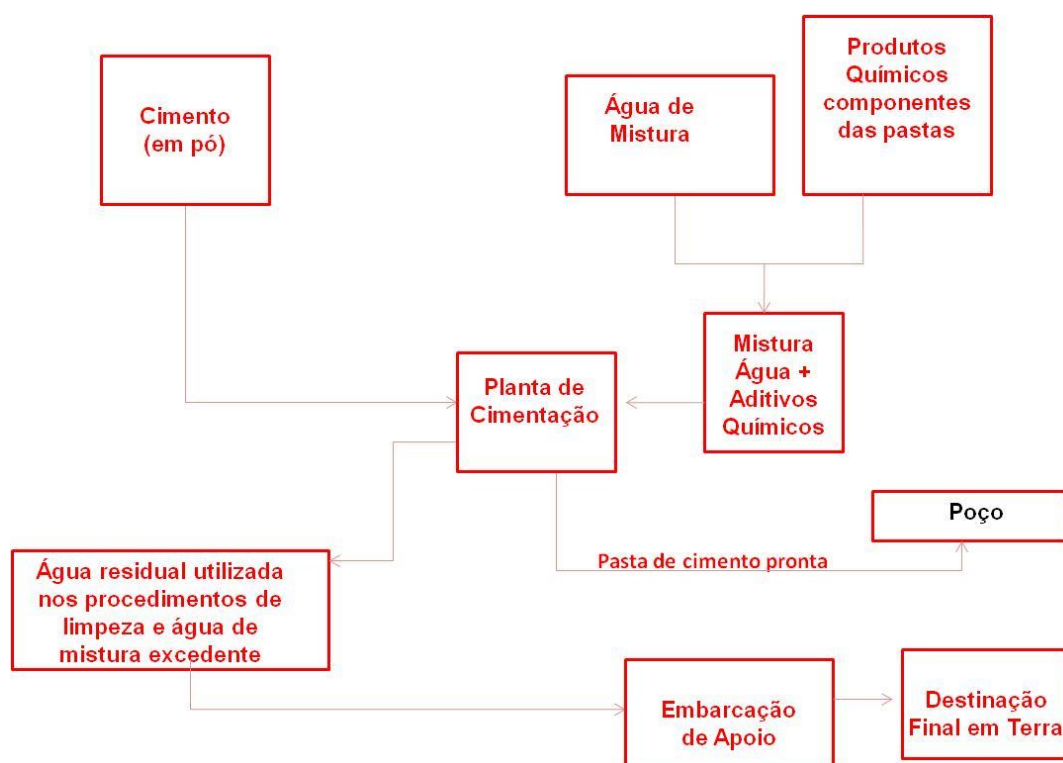 Cimento
(em pó)
Água de
Mistura
Produtos
Químicos
componentes
das pastas
Mistura
Água +
Aditivos
Químicos
Planta de
Cimentação
Poço
Pasta de cimento pronta
Água residual utilizada
nos procedimentos de
limpeza e água de
mistura excedente
Embarcação
de Apoio
Destinação
Final em Terra